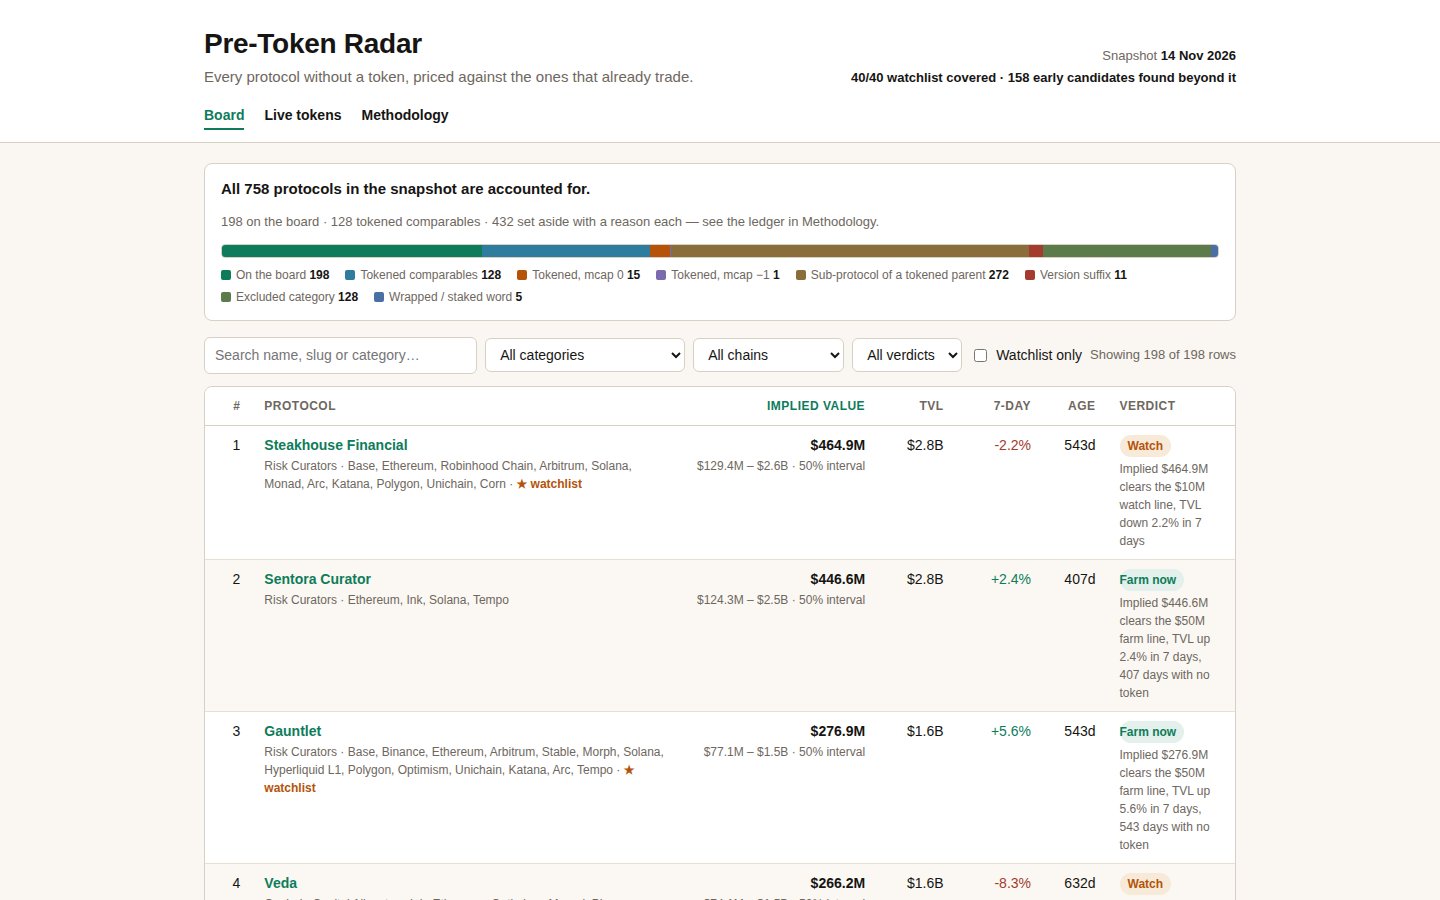 Pre-Token Radar
Every protocol without a token, priced against the ones that already trade.
Snapshot 14 Nov 2026
40/40 watchlist covered · 158 early candidates found beyond it
Board Live tokens Methodology
All 758 protocols in the snapshot are accounted for.
198 on the board · 128 tokened comparables · 432 set aside with a reason each — see the ledger in Methodology.
On the board 198 Tokened comparables 128 Tokened, mcap 0 15 Tokened, mcap −1 1 Sub-protocol of a tokened parent 272 Version suffix 11
Excluded category 128 Wrapped / staked word 5
Search name, slug or category… All categories All chains All verdicts Watchlist only Showing 198 of 198 rows
# PROTOCOL IMPLIED VALUE TVL 7-DAY AGE VERDICT
1 Steakhouse Financial $464.9M $2.8B -2.2% 543d Watch
Risk Curators · Base, Ethereum, Robinhood Chain, Arbitrum, Solana,
Monad, Arc, Katana, Polygon, Unichain, Corn · ★ watchlist
$129.4M – $2.6B · 50% interval
Implied $464.9M
clears the $10M
watch line, TVL
down 2.2% in 7
days
2 Sentora Curator $446.6M $2.8B +2.4% 407d Farm now
Risk Curators · Ethereum, Ink, Solana, Tempo
$124.3M – $2.5B · 50% interval
Implied $446.6M
clears the $50M
farm line, TVL up
2.4% in 7 days,
407 days with no
token
3 Gauntlet $276.9M $1.6B +5.6% 543d Farm now
Risk Curators · Base, Binance, Ethereum, Arbitrum, Stable, Morph, Solana,
Hyperliquid L1, Polygon, Optimism, Unichain, Katana, Arc, Tempo · ★
watchlist
$77.1M – $1.5B · 50% interval
Implied $276.9M
clears the $50M
farm line, TVL up
5.6% in 7 days,
543 days with no
token
4 Veda $266.2M $1.6B -8.3% 632d Watch